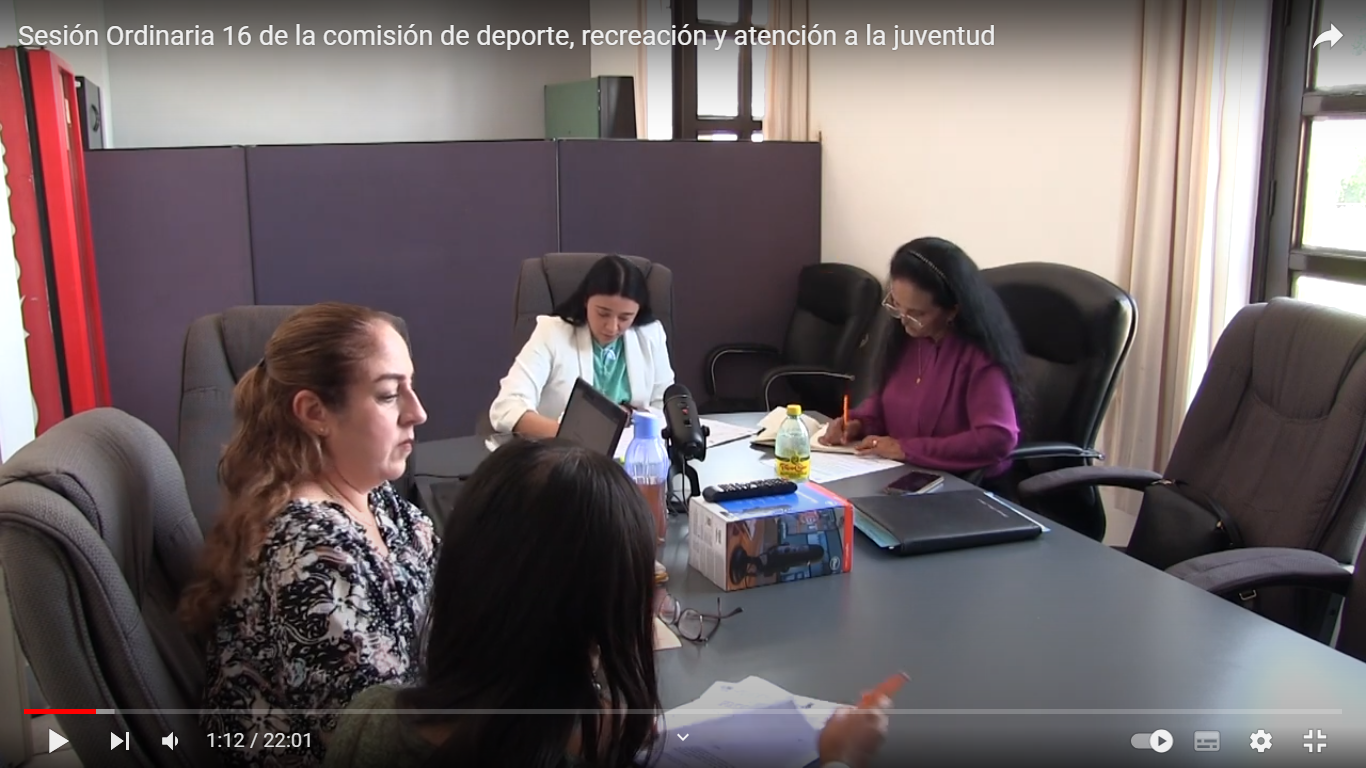 Sesión Ordinaria 16 de la comisión de deporte, recreación y atención a la juventud
1:12 / 22:01